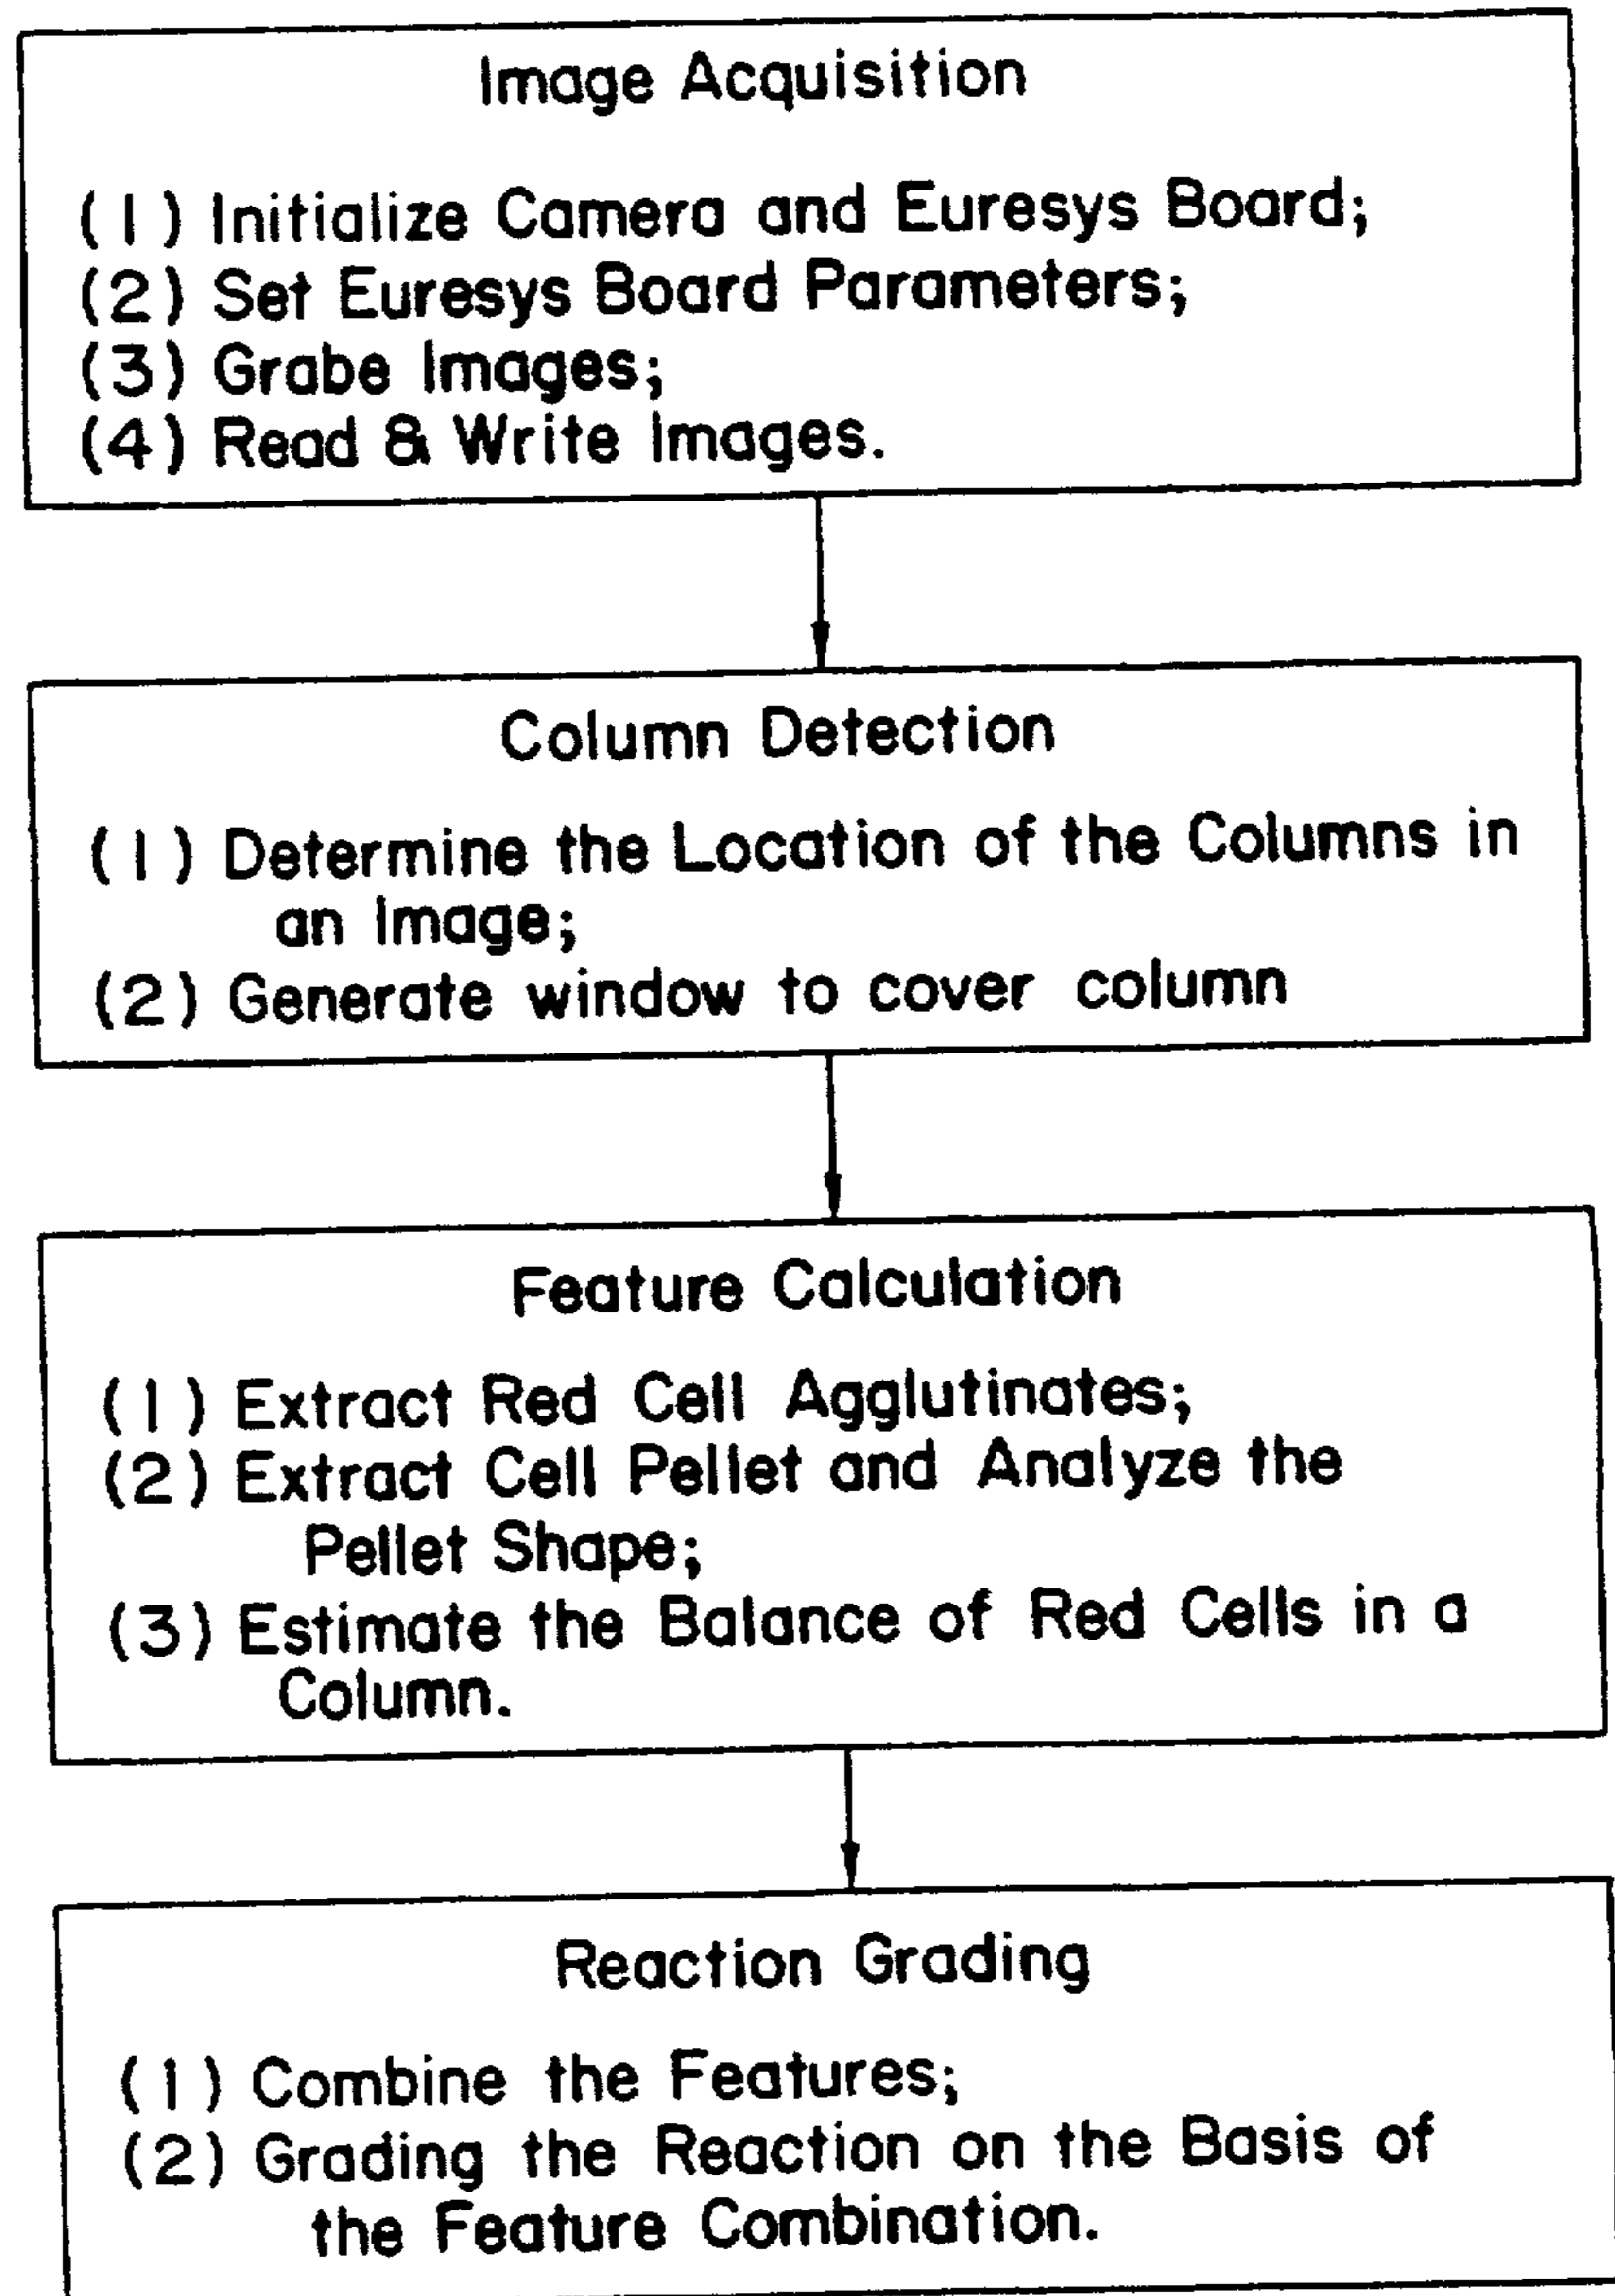 Image Acquisition
(1) Initialize Camera and Euresys Board;
(2) Set Euresys Board Parameters;
(3) Grabe Images;
(4) Read & Write Images.
Column Detection
(1) Determine the Location of the Columns in
an Image;
(2) Generate window to cover column
Feature Calculation
(1) Extract Red Cell Agglutinates;
(2) Extract Cell Pellet and Analyze the
Pellet Shape;
(3) Estimate the Balance of Red Cells in a
Column.
Reaction Grading
(1) Combine the Features;
(2) Grading the Reaction on the Basis of
the Feature Combination.